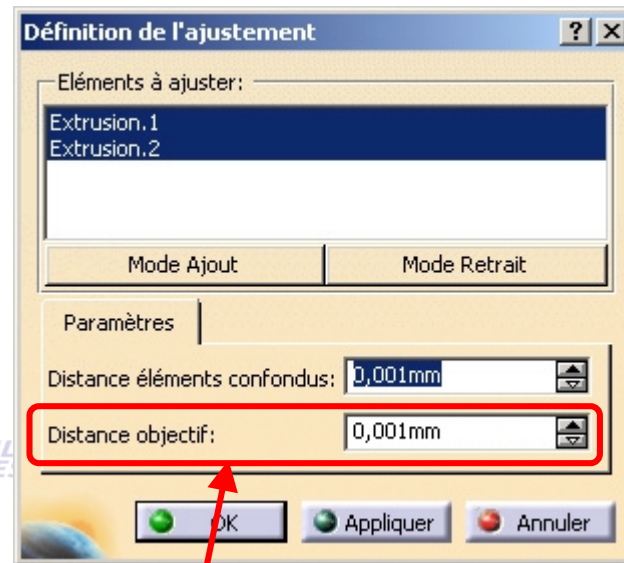 Définition de l'ajustement
Eléments à ajuster:
Extrusion.1
Extrusion.2
Mode Ajout Mode Retrait
Paramètres
Distance éléments confondus: 0,001mm
Distance objectif: 0,001mm
OK Appliquer Annuler